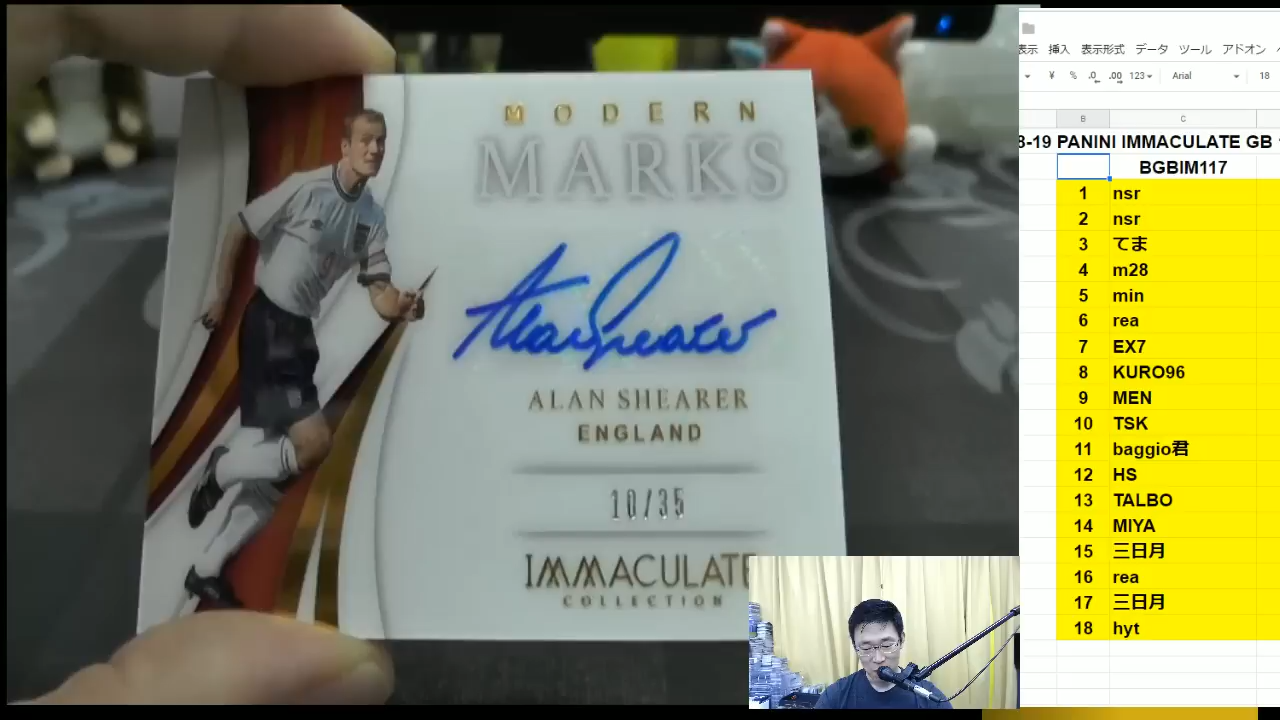 MODERN
MARKS
Alan Shearer
ALAN SHEARER
ENGLAND
10/35
IMMACULATE
COLLECTION
表示 挿入 表示形式 データ ツール アドオン
¥ % .0 .00 123 Arial 18
B C
8-19 PANINI IMMACULATE GB
BGBIM117
1 nsr
2 nsr
3 てま
4 m28
5 min
6 rea
7 EX7
8 KURO96
9 MEN
10 TSK
11 baggio君
12 HS
13 TALBO
14 MIYA
15 三日月
16 rea
17 三日月
18 hyt